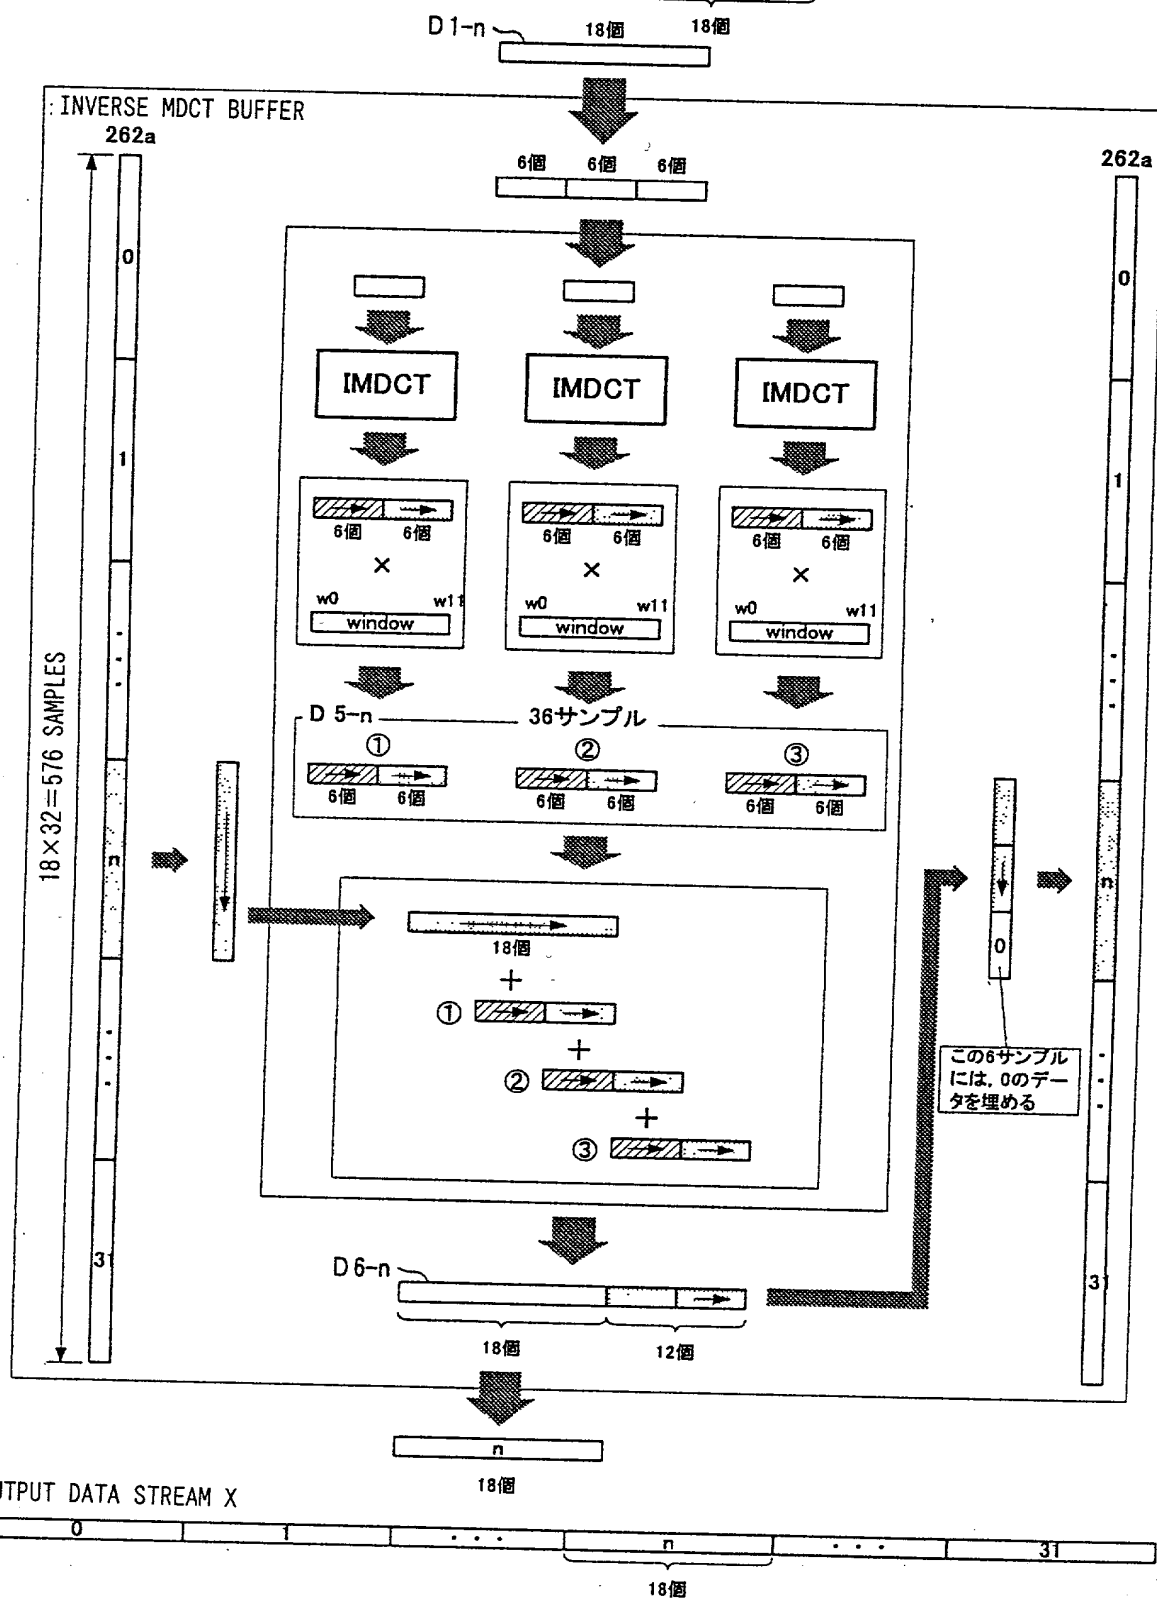 D1-n 18個 18個
: INVERSE MDCT BUFFER
262a 262a
6個 6個 6個
0 0
IMDCT IMDCT IMDCT
1 1
6個 6個 6個 6個 6個 6個
× × ×
w0 w11 w0 w11 w0 w11
window window window
18×32=576 SAMPLES
D 5-n 36サンプル
① ② ③
6個 6個 6個 6個 6個 6個
n n
18個
0
+
①
+
②
+
③
この6サンプル
には,0のデー
タを埋める
31 31
D6-n
18個 12個
n
18個
UTPUT DATA STREAM X
0 1 ・・・ n ・・・ 31
18個